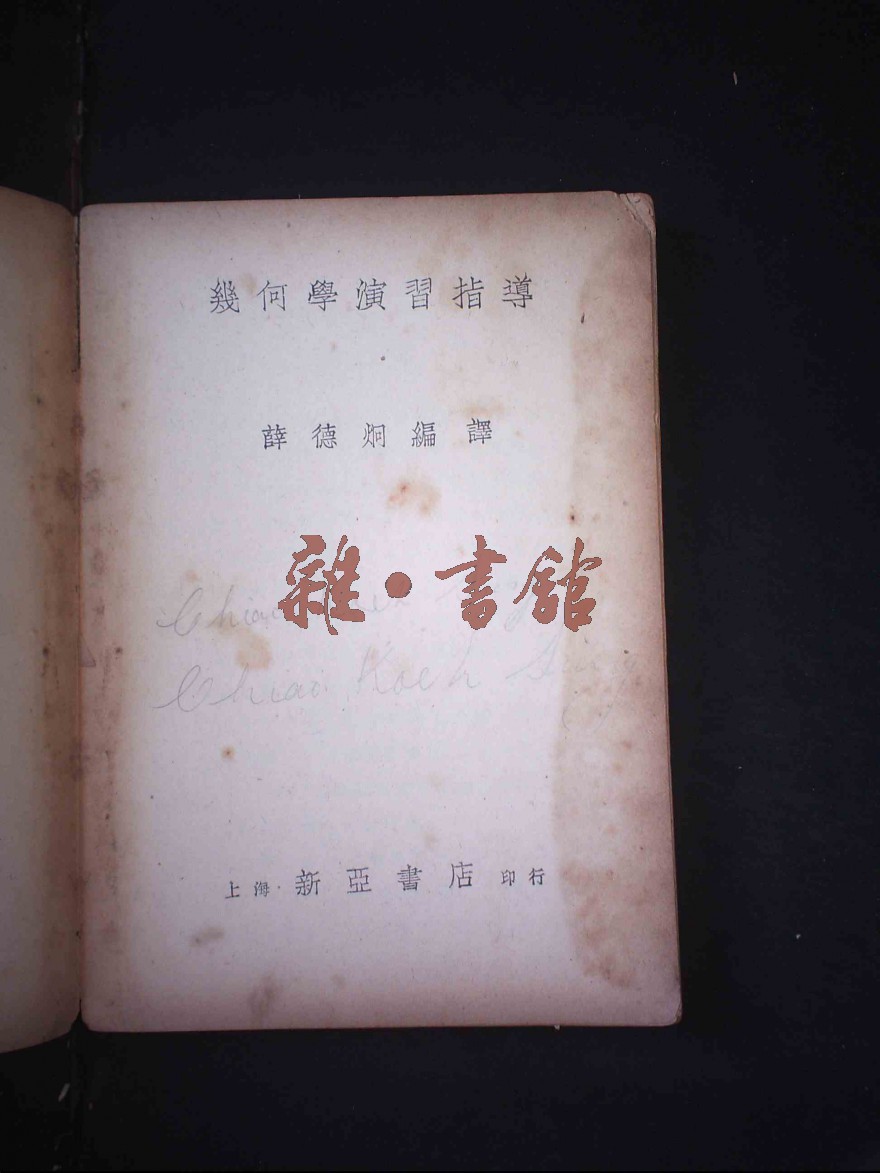 幾何學演習指導
薛德炯編譯
雜·書館
Chiao
Chiao Koch
上海 新亞書店 印行